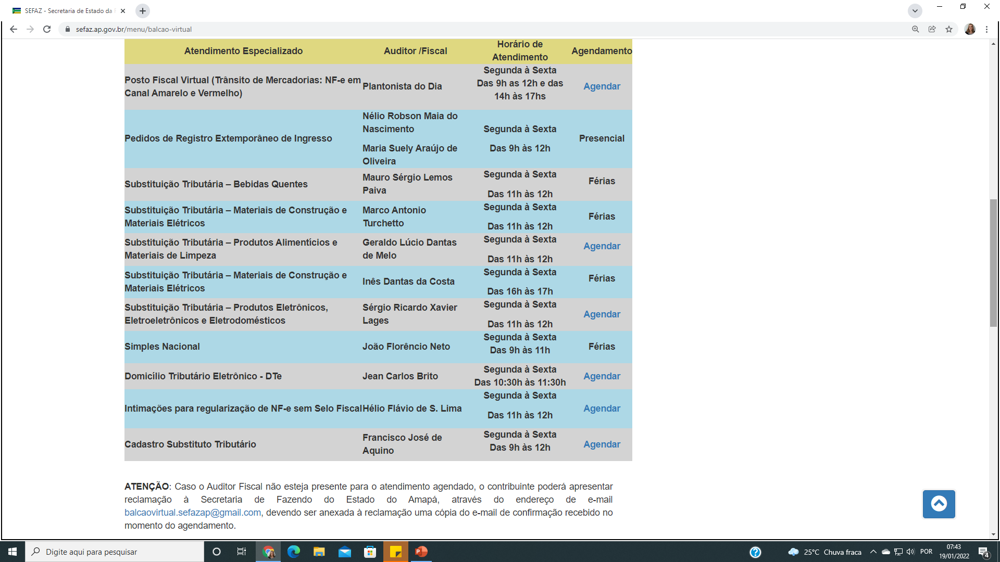 SEFAZ - Secretaria de Estado da
sefaz.ap.gov.br/menu/balcao-virtual
Atendimento Especializado
Auditor /Fiscal
Horário de
Atendimento
Agendamento
Posto Fiscal Virtual (Trânsito de Mercadorias: NF-e em
Canal Amarelo e Vermelho)
Plantonista do Dia
Segunda à Sexta
Das 9h as 12h e das
14h às 17hs
Agendar
Pedidos de Registro Extemporâneo de Ingresso
Nélio Robson Maia do
Nascimento
Maria Suely Araújo de
Oliveira
Segunda à Sexta
Das 9h às 12h
Presencial
Substituição Tributária – Bebidas Quentes
Mauro Sérgio Lemos
Paiva
Segunda à Sexta
Das 11h às 12h
Férias
Substituição Tributária – Materiais de Construção e
Materiais Elétricos
Marco Antonio
Turchetto
Segunda à Sexta
Das 11h às 12h
Férias
Substituição Tributária – Produtos Alimentícios e
Materiais de Limpeza
Geraldo Lúcio Dantas
de Melo
Segunda à Sexta
Das 11h às 12h
Agendar
Substituição Tributária – Materiais de Construção e
Materiais Elétricos
Inês Dantas da Costa
Segunda à Sexta
Das 16h às 17h
Férias
Substituição Tributária – Produtos Eletrônicos,
Eletroeletrônicos e Eletrodomésticos
Sérgio Ricardo Xavier
Lages
Segunda à Sexta
Das 11h às 12h
Agendar
Simples Nacional
João Florêncio Neto
Segunda à Sexta
Das 9h às 11h
Férias
Domicílio Tributário Eletrônico - DTe
Jean Carlos Brito
Segunda à Sexta
Das 10:30h às 11:30h
Agendar
Intimações para regularização de NF-e sem Selo Fiscal
Hélio Flávio de S. Lima
Segunda à Sexta
Das 11h às 12h
Agendar
Cadastro Substituto Tributário
Francisco José de
Aquino
Segunda à Sexta
Das 9h às 12h
Agendar
ATENÇÃO: Caso o Auditor Fiscal não esteja presente para o atendimento agendado, o contribuinte poderá apresentar
reclamação à Secretaria de Fazendo do Estado do Amapá, através do endereço de e-mail
balcaovirtual.sefazap@gmail.com, devendo ser anexada à reclamação uma cópia do e-mail de confirmação recebido no
momento do agendamento.
Digite aqui para pesquisar
25°C Chuva fraca
POR
07:43
19/01/2022
4